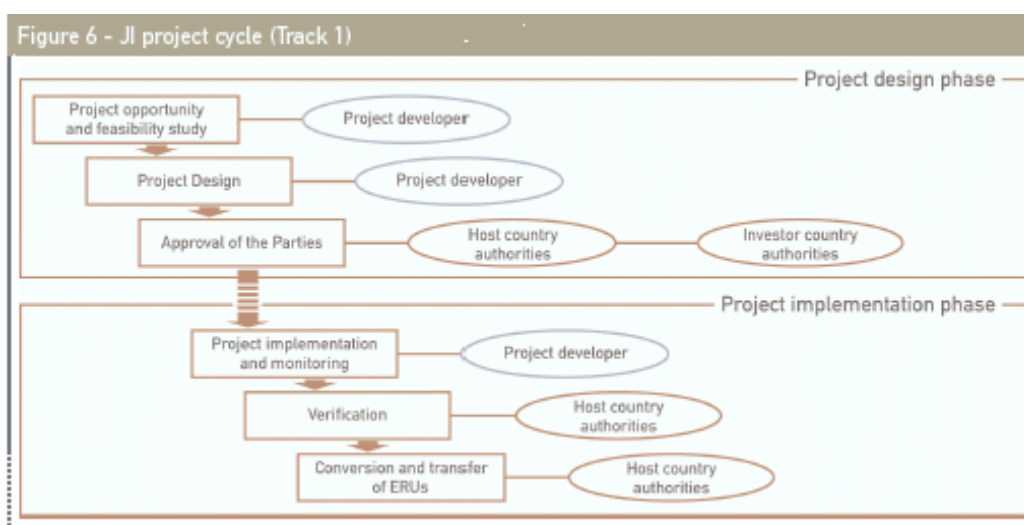 Figure 6 - JI project cycle (Track 1)
Project design phase
Project opportunity
and feasibility study
Project developer
Project Design
Project developer
Approval of the Parties
Host country
authorities
Investor country
authorities
Project implementation phase
Project implementation
and monitoring
Project developer
Verification
Host country
authorities
Conversion and transfer
of ERUs
Host country
authorities